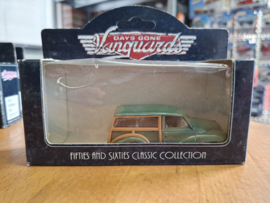 DAYS GONE
Vanguards
FIFTIES AND SIXTIES CLASSIC COLLECTION